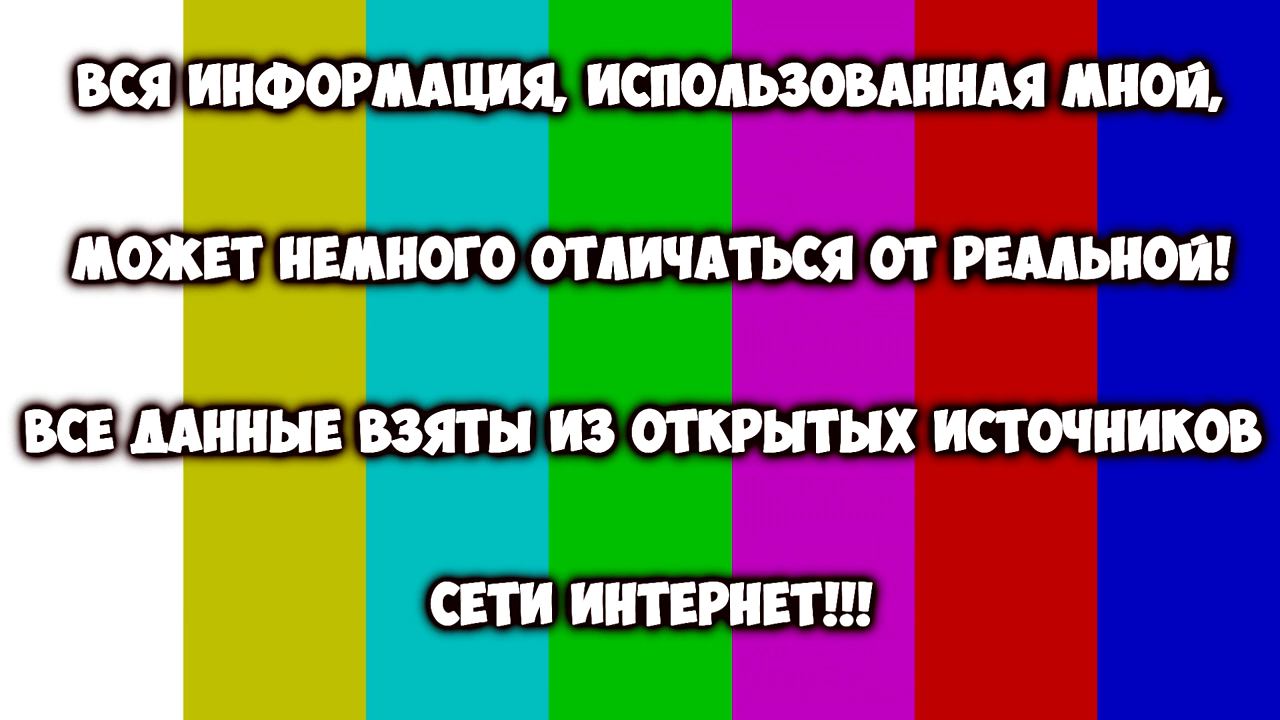 ВСЯ ИНФОРМАЦИЯ, ИСПОЛЬЗОВАННАЯ МНОЙ,
МОЖЕТ НЕМНОГО ОТЛИЧАТЬСЯ ОТ РЕАЛЬНОЙ!
ВСЕ ДАННЫЕ ВЗЯТЫ ИЗ ОТКРЫТЫХ ИСТОЧНИКОВ
СЕТИ ИНТЕРНЕТ!!!